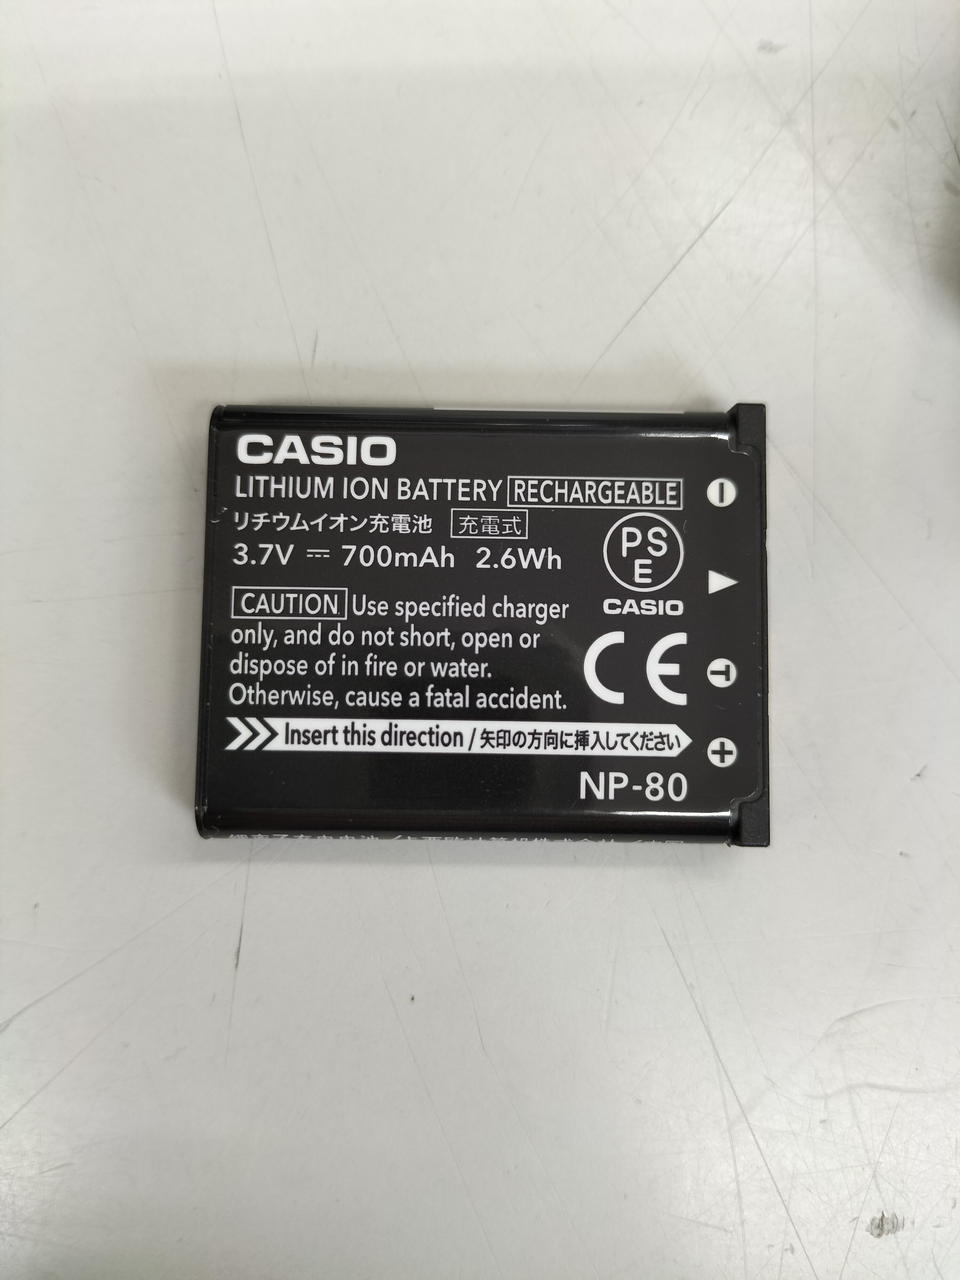 CASIO
LITHIUM ION BATTERY RECHARGEABLE
リチウムイオン充電池 充電式
3.7V ⎓ 700mAh 2.6Wh
PS
E
CASIO
CAUTION Use specified charger
only, and do not short, open or
dispose of in fire or water.
Otherwise, cause a fatal accident.
CE
Insert this direction / 矢印の方向に挿入してください
NP-80
T
+